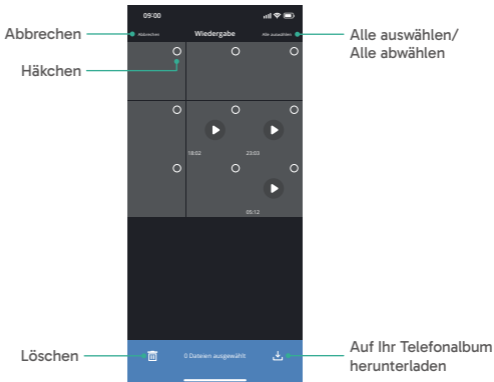 09:00
Abbrechen
Abbrechen
Wiedergabe
Alle auswählen
Alle auswählen/
Alle abwählen
Häkchen
18:02
23:03
05:12
Löschen
0 Dateien ausgewählt
Auf Ihr Telefonalbum
herunterladen